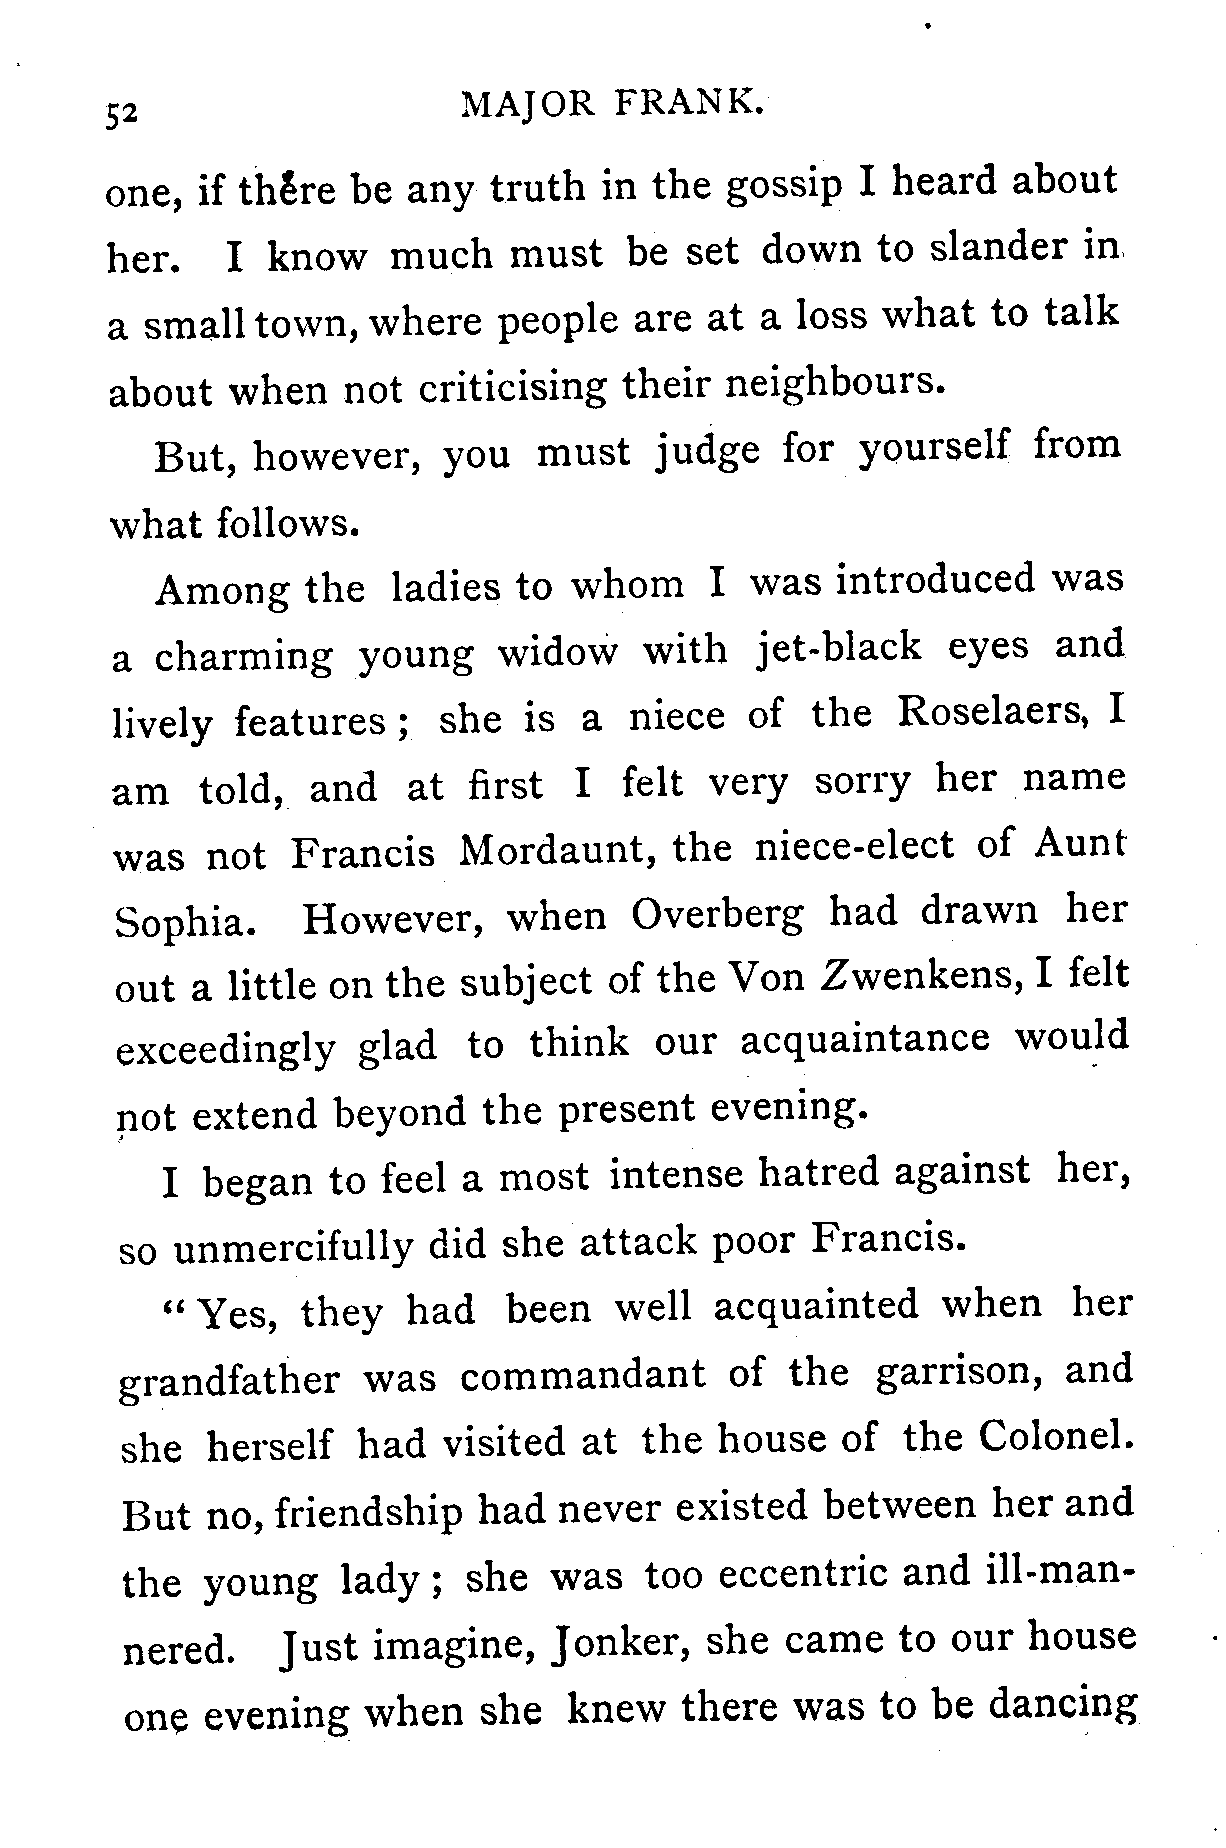 52 MAJOR FRANK.
one, if there be any truth in the gossip I heard about
her. I know much must be set down to slander in
a small town, where people are at a loss what to talk
about when not criticising their neighbours.
But, however, you must judge for yourself from
what follows.
Among the ladies to whom I was introduced was
a charming young widow with jet-black eyes and
lively features ; she is a niece of the Roselaers, I
am told, and at first I felt very sorry her name
was not Francis Mordaunt, the niece-elect of Aunt
Sophia. However, when Overberg had drawn her
out a little on the subject of the Von Zwenkens, I felt
exceedingly glad to think our acquaintance would
not extend beyond the present evening.
I began to feel a most intense hatred against her,
so unmercifully did she attack poor Francis.
“ Yes, they had been well acquainted when her
grandfather was commandant of the garrison, and
she herself had visited at the house of the Colonel.
But no, friendship had never existed between her and
the young lady ; she was too eccentric and ill-man-
nered. Just imagine, Jonker, she came to our house
one evening when she knew there was to be dancing